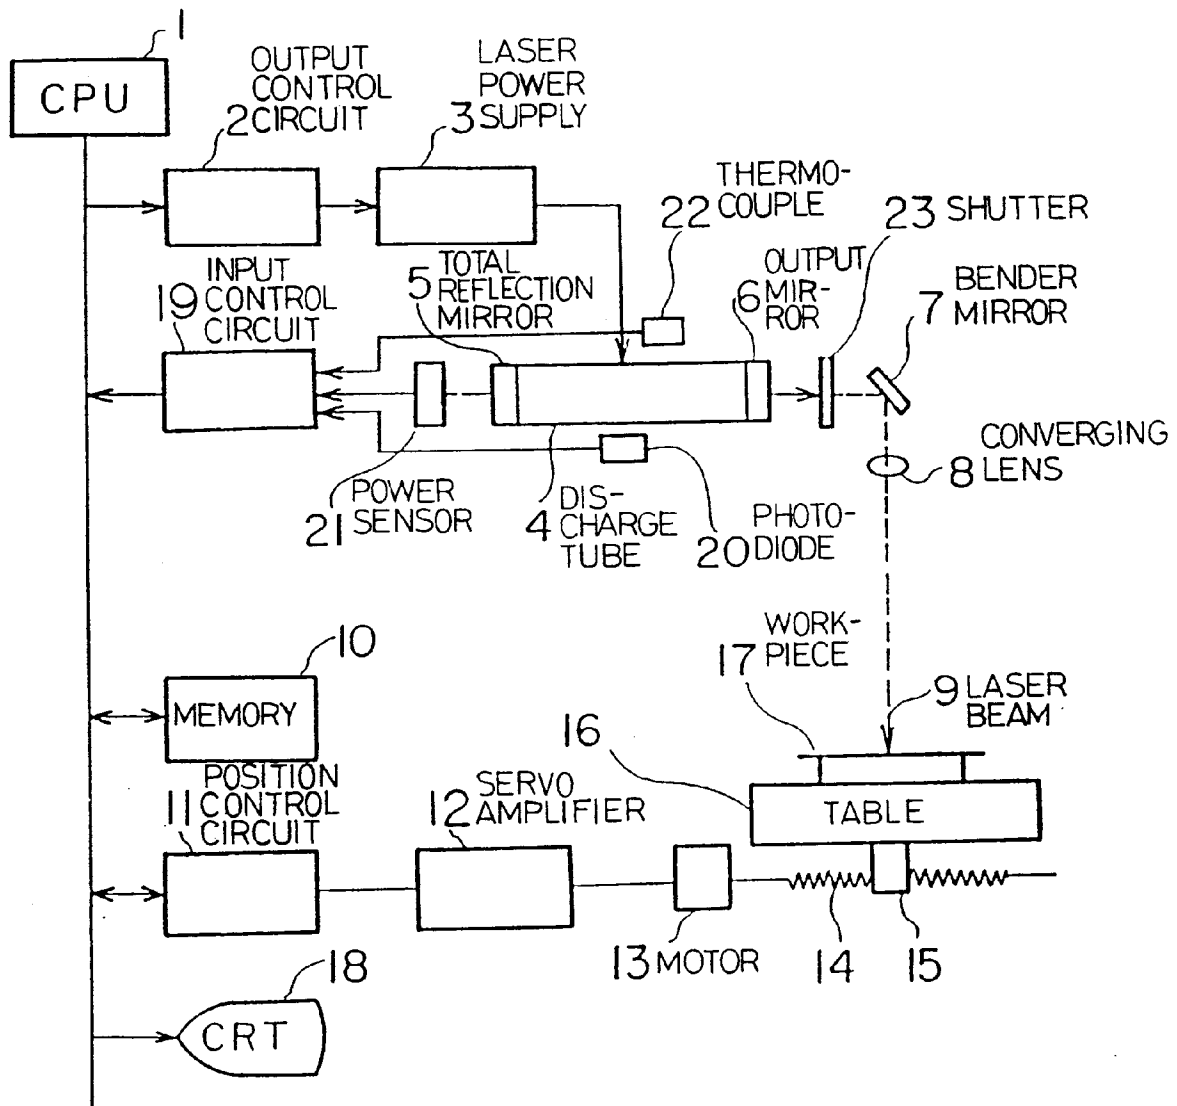 1
CPU
OUTPUT
CONTROL
2 CIRCUIT
LASER
POWER
3 SUPPLY
THERMO-
22 COUPLE
23 SHUTTER
INPUT
19 CONTROL
CIRCUIT
TOTAL
5 REFLECTION
MIRROR
OUTPUT
6 MIR-
ROR
BENDER
7 MIRROR
CONVERGING
8 LENS
POWER
21 SENSOR
DIS-
4 CHARGE
TUBE
PHOTO-
20 DIODE
10
MEMORY
WORK-
17 PIECE
9 LASER
BEAM
16
TABLE
POSITION
11 CONTROL
CIRCUIT
SERVO
12 AMPLIFIER
13 MOTOR
14
15
18
CRT